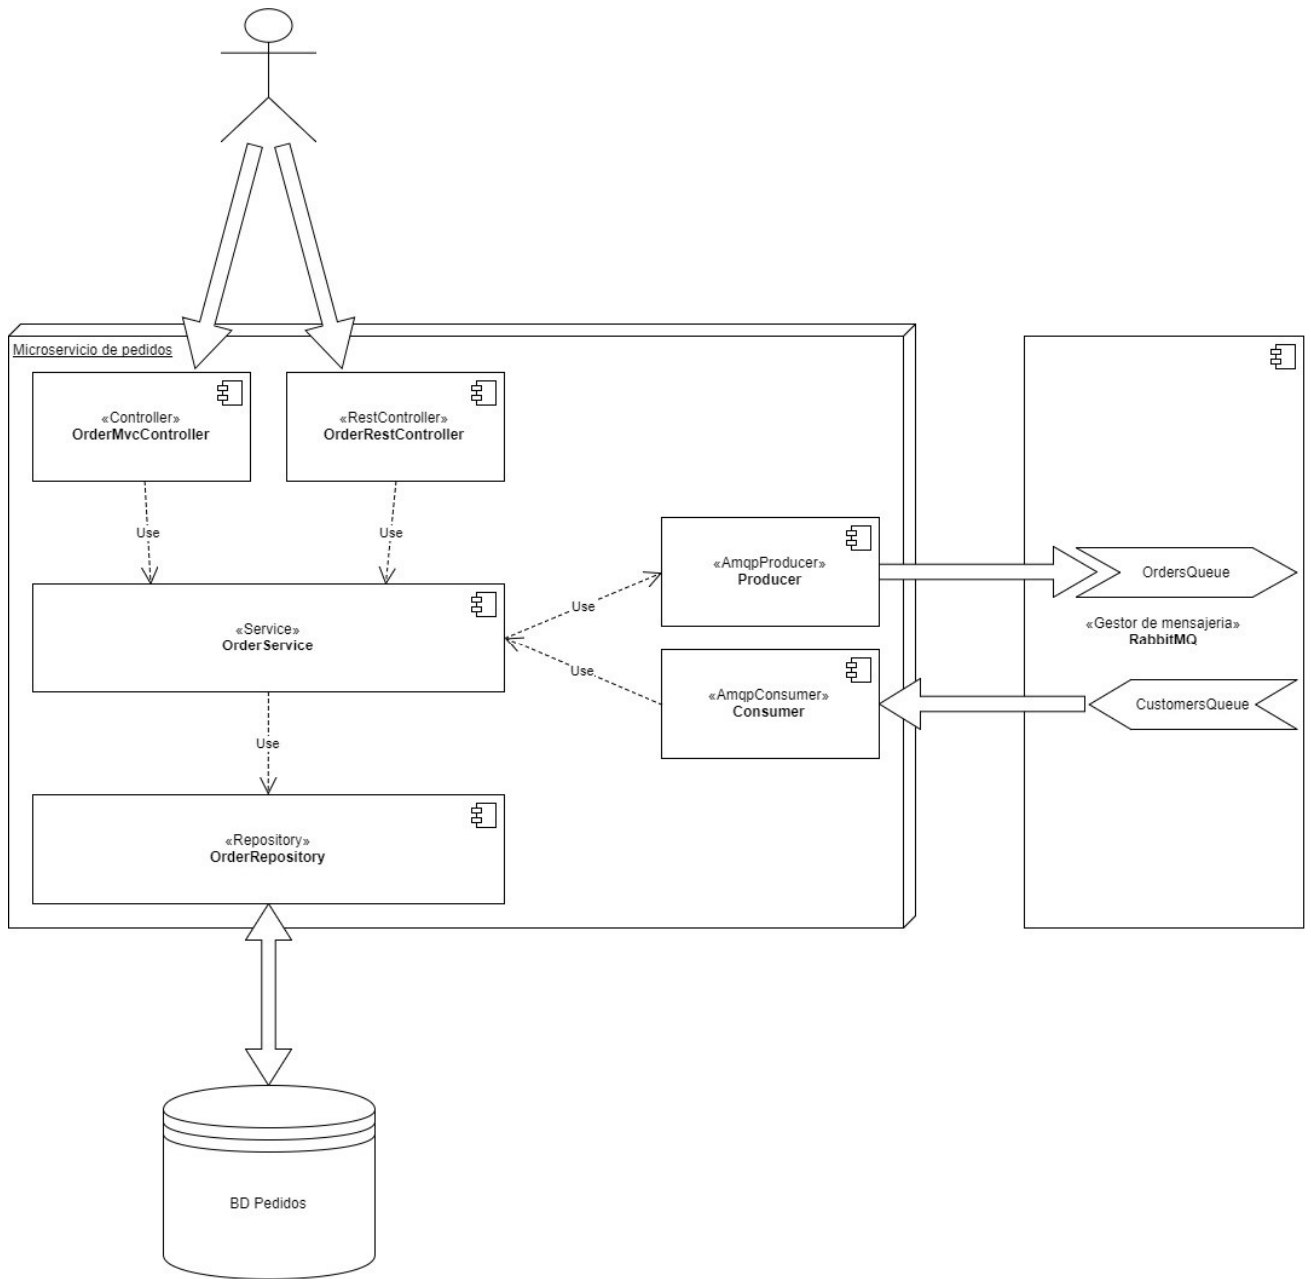 Microservicio de pedidos
«Controller»
OrderMvcController
«RestController»
OrderRestController
Use
Use
«AmqpProducer»
Producer
OrdersQueue
Use
«Service»
OrderService
«Gestor de mensajeria»
RabbitMQ
Use
«AmqpConsumer»
Consumer
CustomersQueue
Use
«Repository»
OrderRepository
BD Pedidos